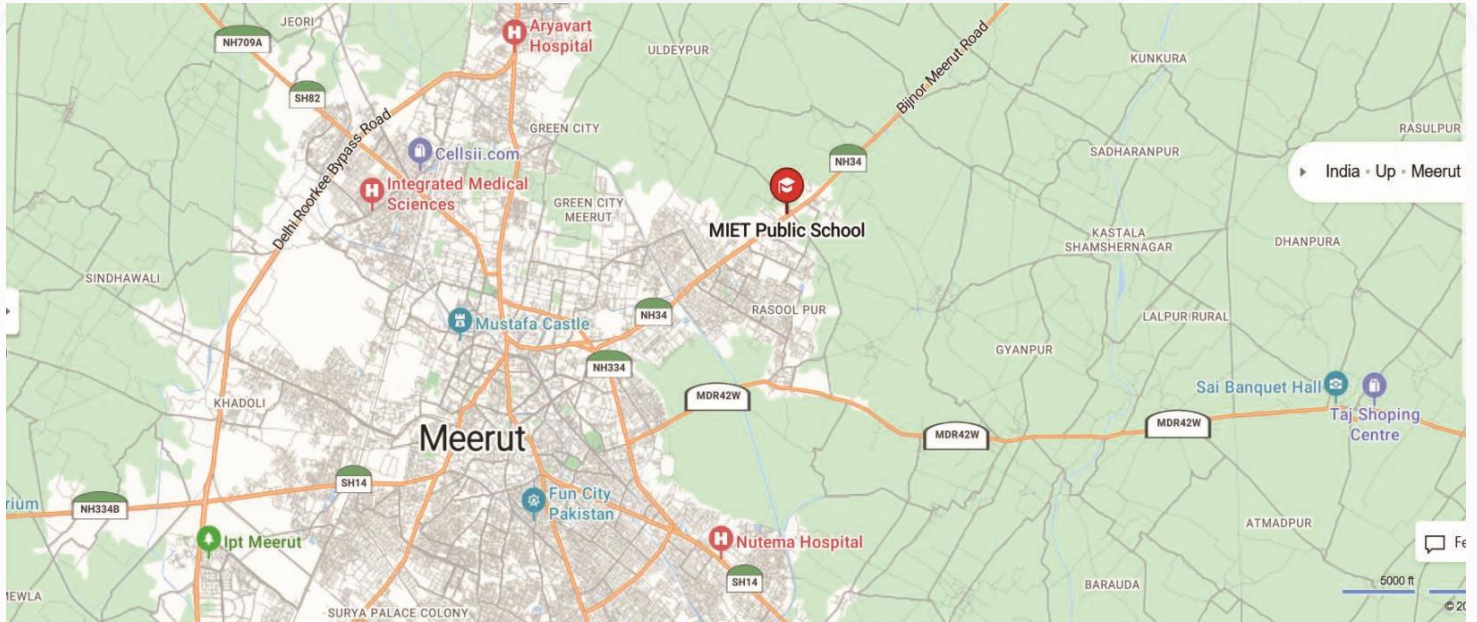 JEORI
Aryavart
Hospital
NH709A
ULDEYPUR
Bijnor Meerut Road
KUNKURA
SH82
Delhi Roorkee Bypass Road
GREEN CITY
RASULPUR
Cellsii.com
SADHARANPUR
NH34
India • Up • Meerut
Integrated Medical
Sciences
GREEN CITY
MEERUT
MIET Public School
KASTALA
SHAMSHERNAGAR
DHANPURA
SINDHAWALI
Mustafa Castle
NH34
RASOOL PUR
LALPUR RURAL
GYANPUR
NH334
Sai Banquet Hall
MDR42W
KHADOLI
Taj Shoping
Centre
MDR42W
MDR42W
Meerut
SH14
Fun City
Pakistan
rium
NH334B
ATMADPUR
Ipt Meerut
Nutema Hospital
Fe
SH14
5000 ft
BARAUDA
MEWLA
SURYA PALACE COLONY
© 20